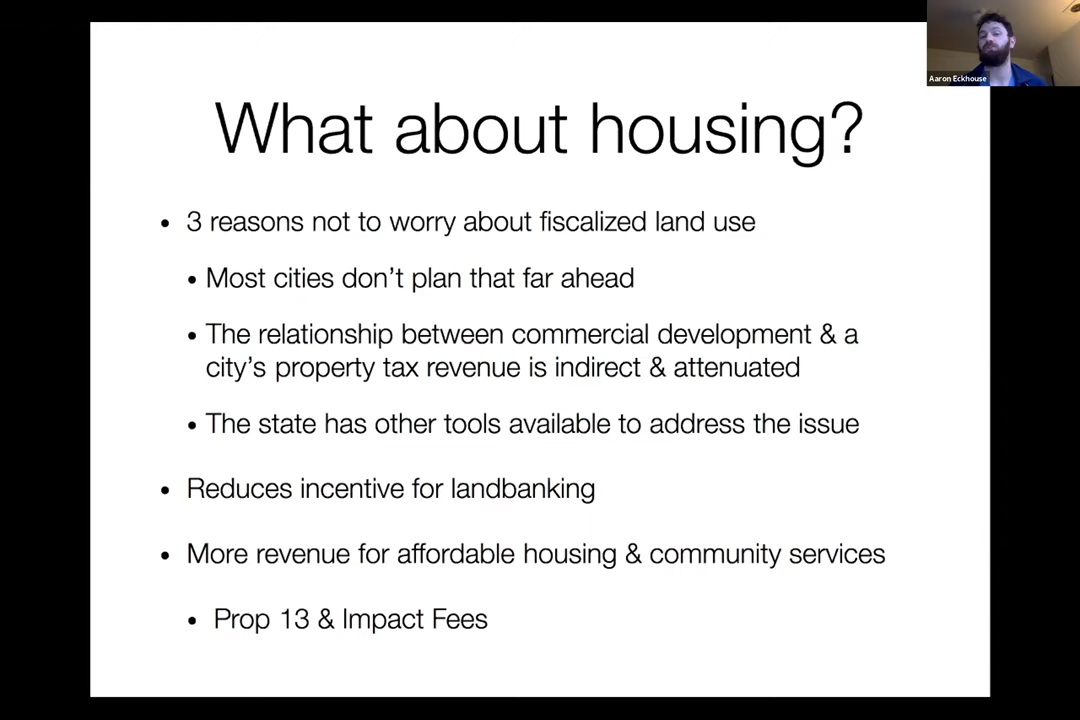 Aaron Eckhouse
What about housing?
• 3 reasons not to worry about fiscalized land use
• Most cities don't plan that far ahead
• The relationship between commercial development & a
city's property tax revenue is indirect & attenuated
• The state has other tools available to address the issue
• Reduces incentive for landbanking
• More revenue for affordable housing & community services
• Prop 13 & Impact Fees